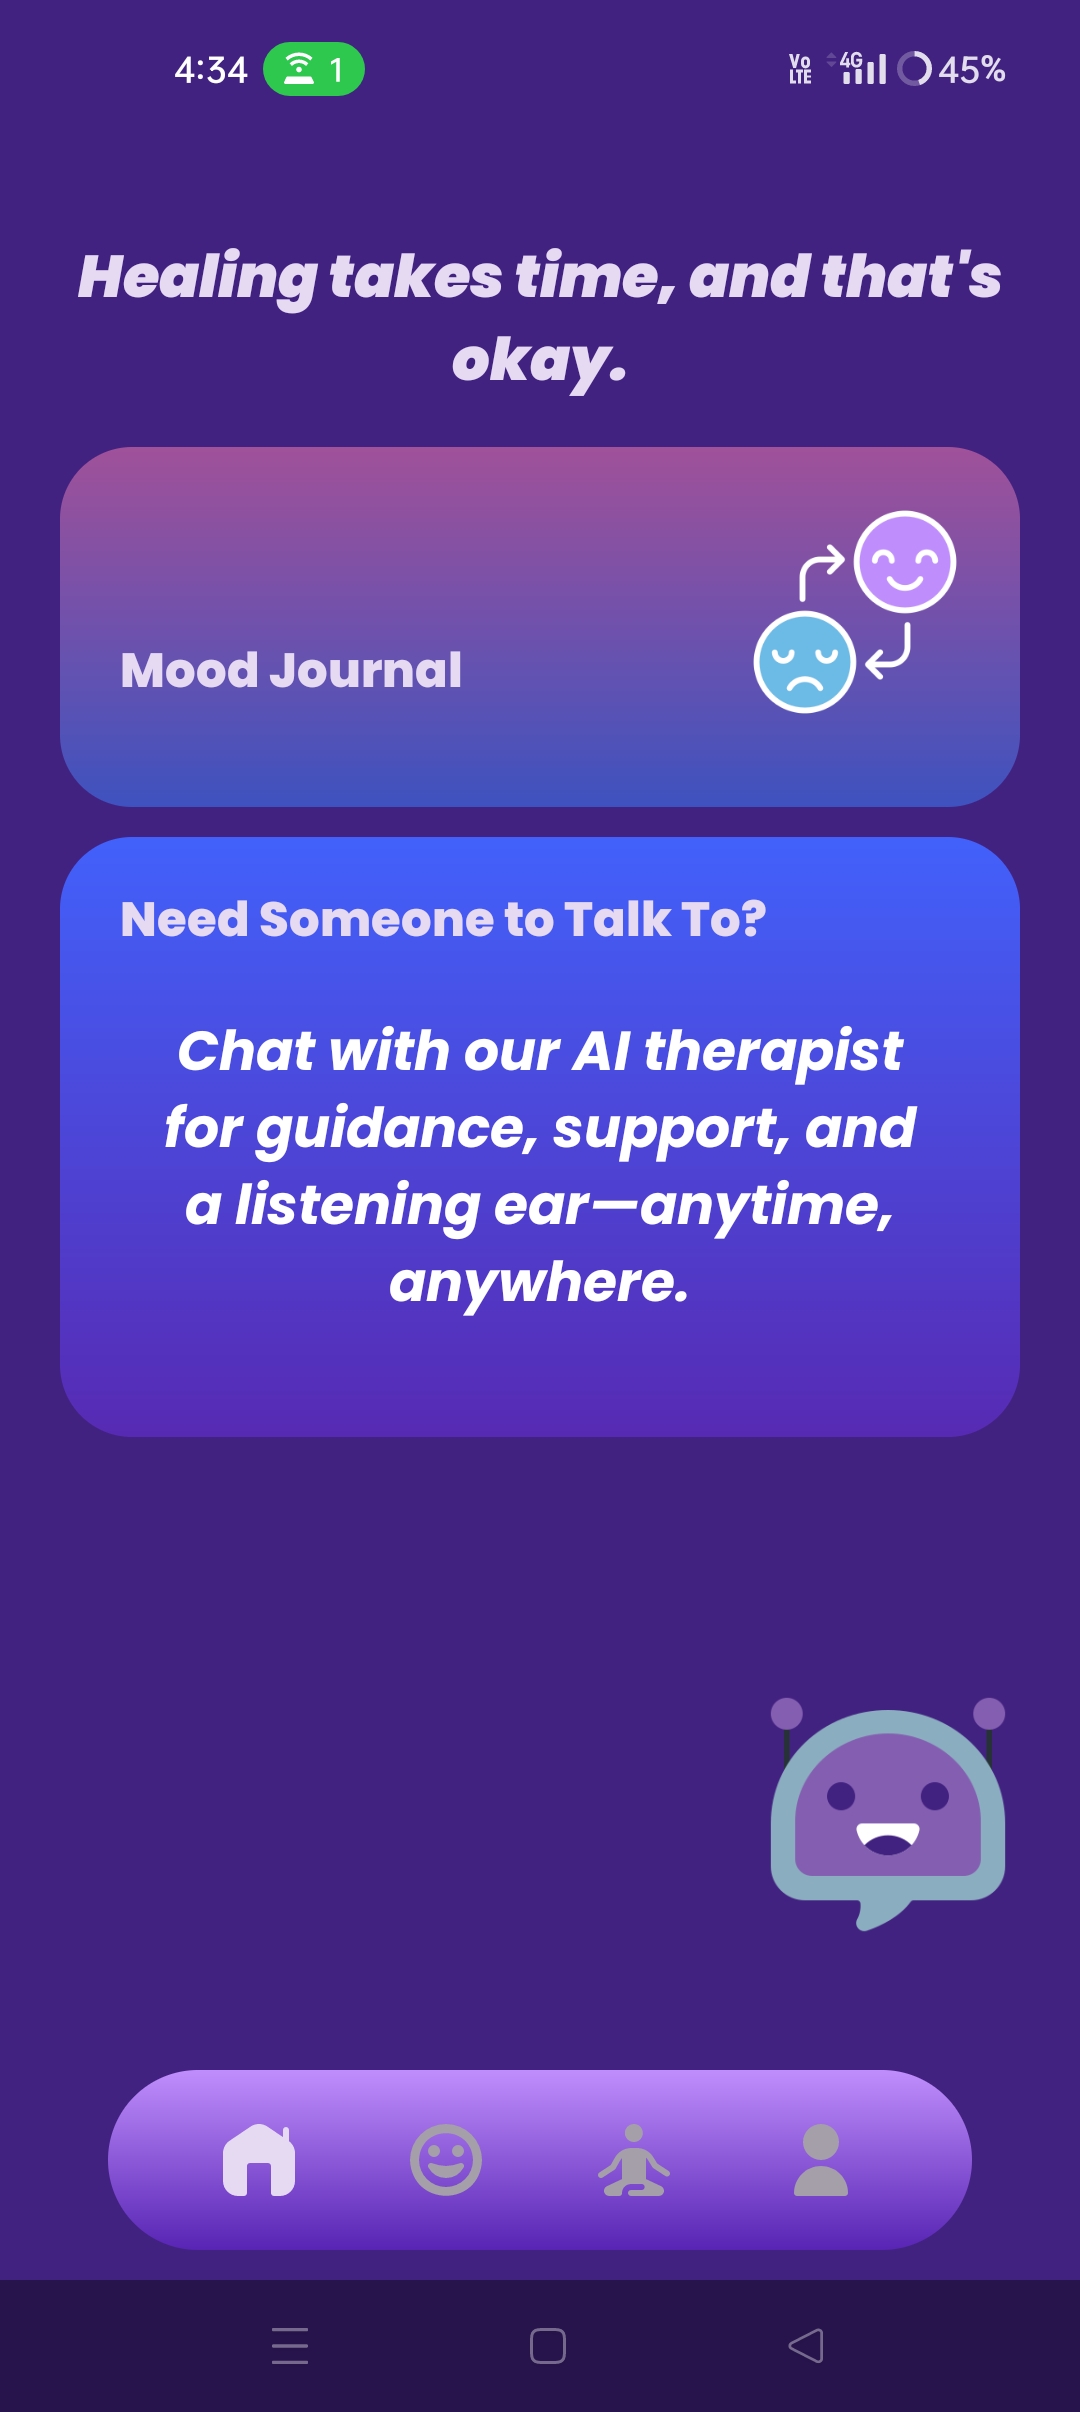 4:34 1 Vo LTE 4G 45%
Healing takes time, and that's
okay.
Mood Journal
Need Someone to Talk To?
Chat with our AI therapist
for guidance, support, and
a listening ear—anytime,
anywhere.